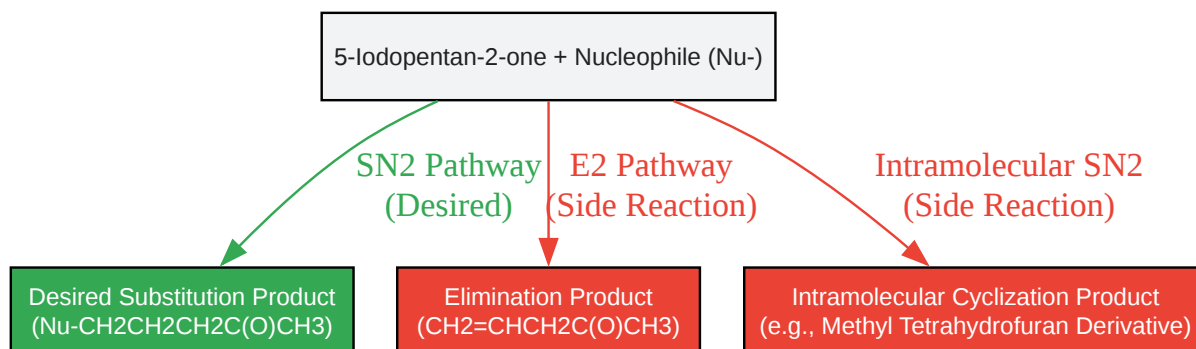 5-Iodopentan-2-one + Nucleophile (Nu-)
SN2 Pathway
(Desired)
E2 Pathway
(Side Reaction)
Intramolecular SN2
(Side Reaction)
Desired Substitution Product
(Nu-CH2CH2CH2C(O)CH3)
Elimination Product
(CH2=CHCH2C(O)CH3)
Intramolecular Cyclization Product
(e.g., Methyl Tetrahydrofuran Derivative)